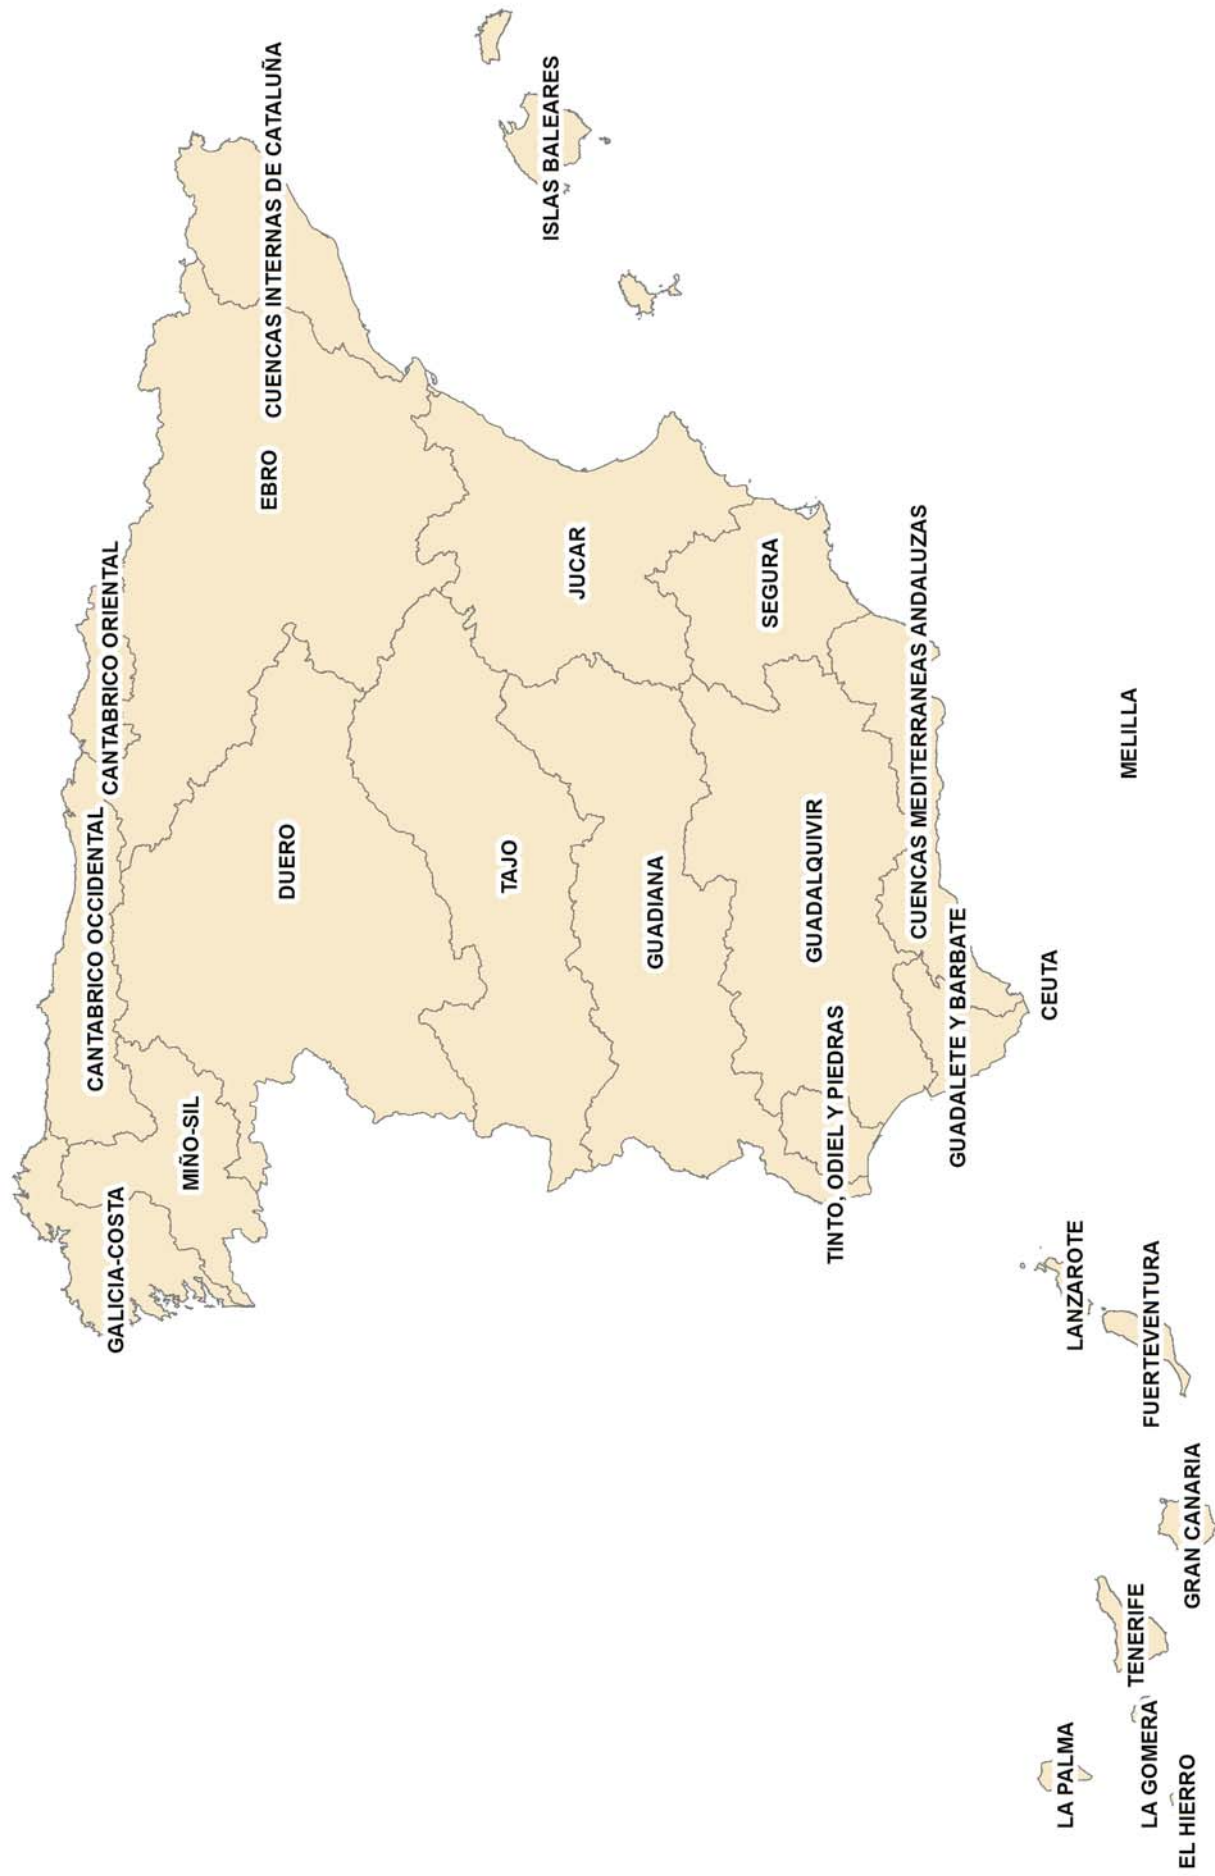 GALICIA-COSTA
CANTABRICO OCCIDENTAL
CANTABRICO ORIENTAL
MIÑO-SIL
DUERO
EBRO
CUENCAS INTERNAS DE CATALUÑA
TAJO
JUCAR
ISLAS BALEARES
GUADIANA
SEGURA
GUADALQUIVIR
TINTO, ODIEL Y PIEDRAS
CUENCAS MEDITERRANEAS ANDALUZAS
GUADALETE Y BARBATE
CEUTA
MELILLA
LA PALMA
LANZAROTE
TENERIFE
LA GOMERA
FUERTEVENTURA
EL HIERRO
GRAN CANARIA